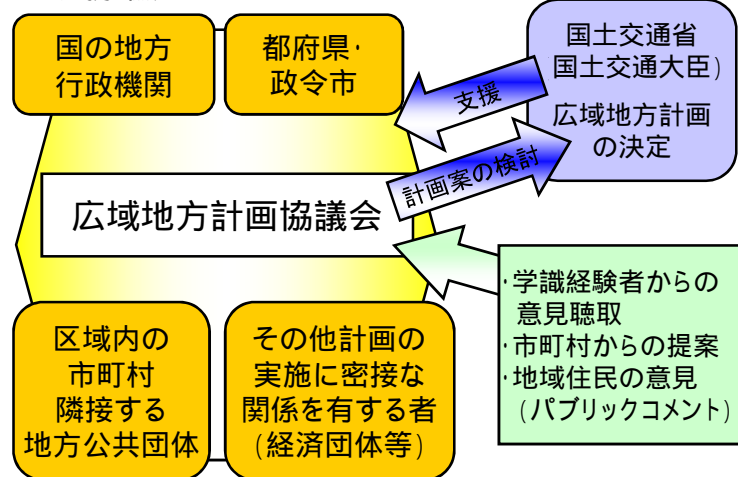 国の地方
行政機関
都府県・
政令市
国土交通省
国土交通大臣)
広域地方計画
の決定
支援
計画案の検討
広域地方計画協議会
・学識経験者からの
意見聴取
・市町村からの提案
・地域住民の意見
(パブリックコメント)
区域内の
市町村
隣接する
地方公共団体
その他計画の
実施に密接な
関係を有する者
(経済団体等)